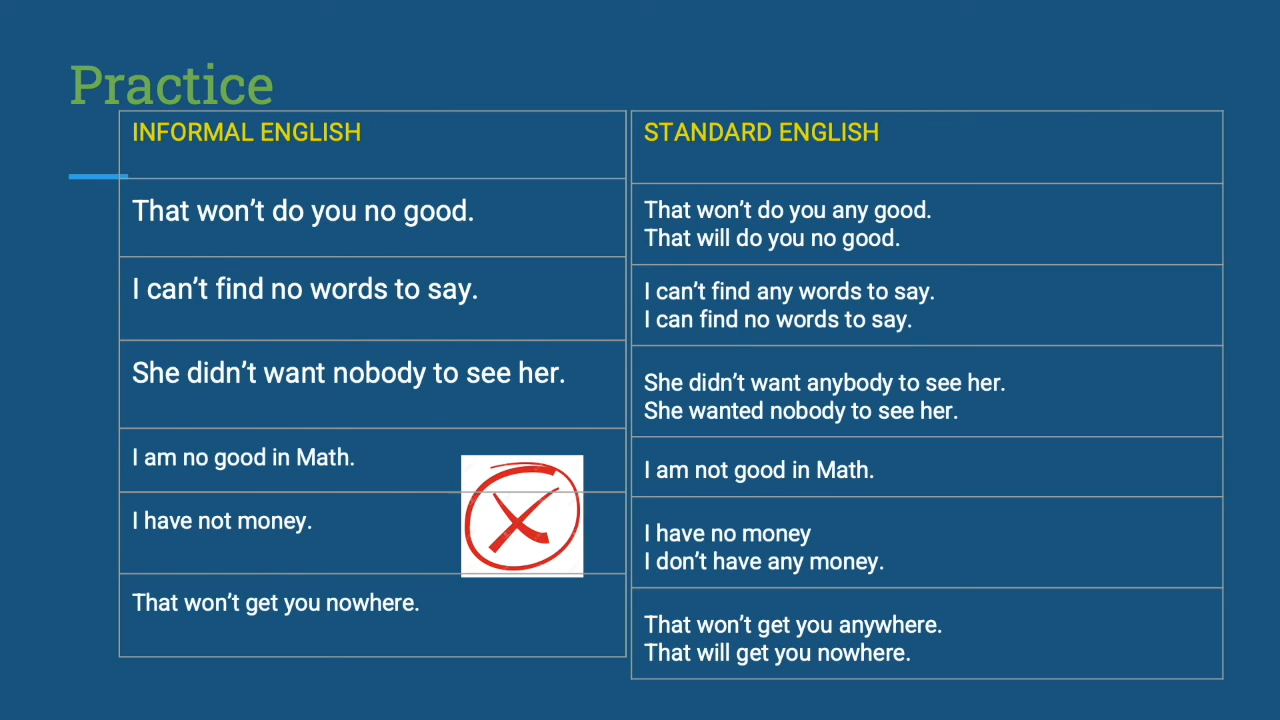 Practice
INFORMAL ENGLISH
STANDARD ENGLISH
That won’t do you no good.
That won’t do you any good.
That will do you no good.
I can’t find no words to say.
I can’t find any words to say.
I can find no words to say.
She didn’t want nobody to see her.
She didn’t want anybody to see her.
She wanted nobody to see her.
I am no good in Math.
I am not good in Math.
I have not money.
I have no money
I don’t have any money.
That won’t get you nowhere.
That won’t get you anywhere.
That will get you nowhere.